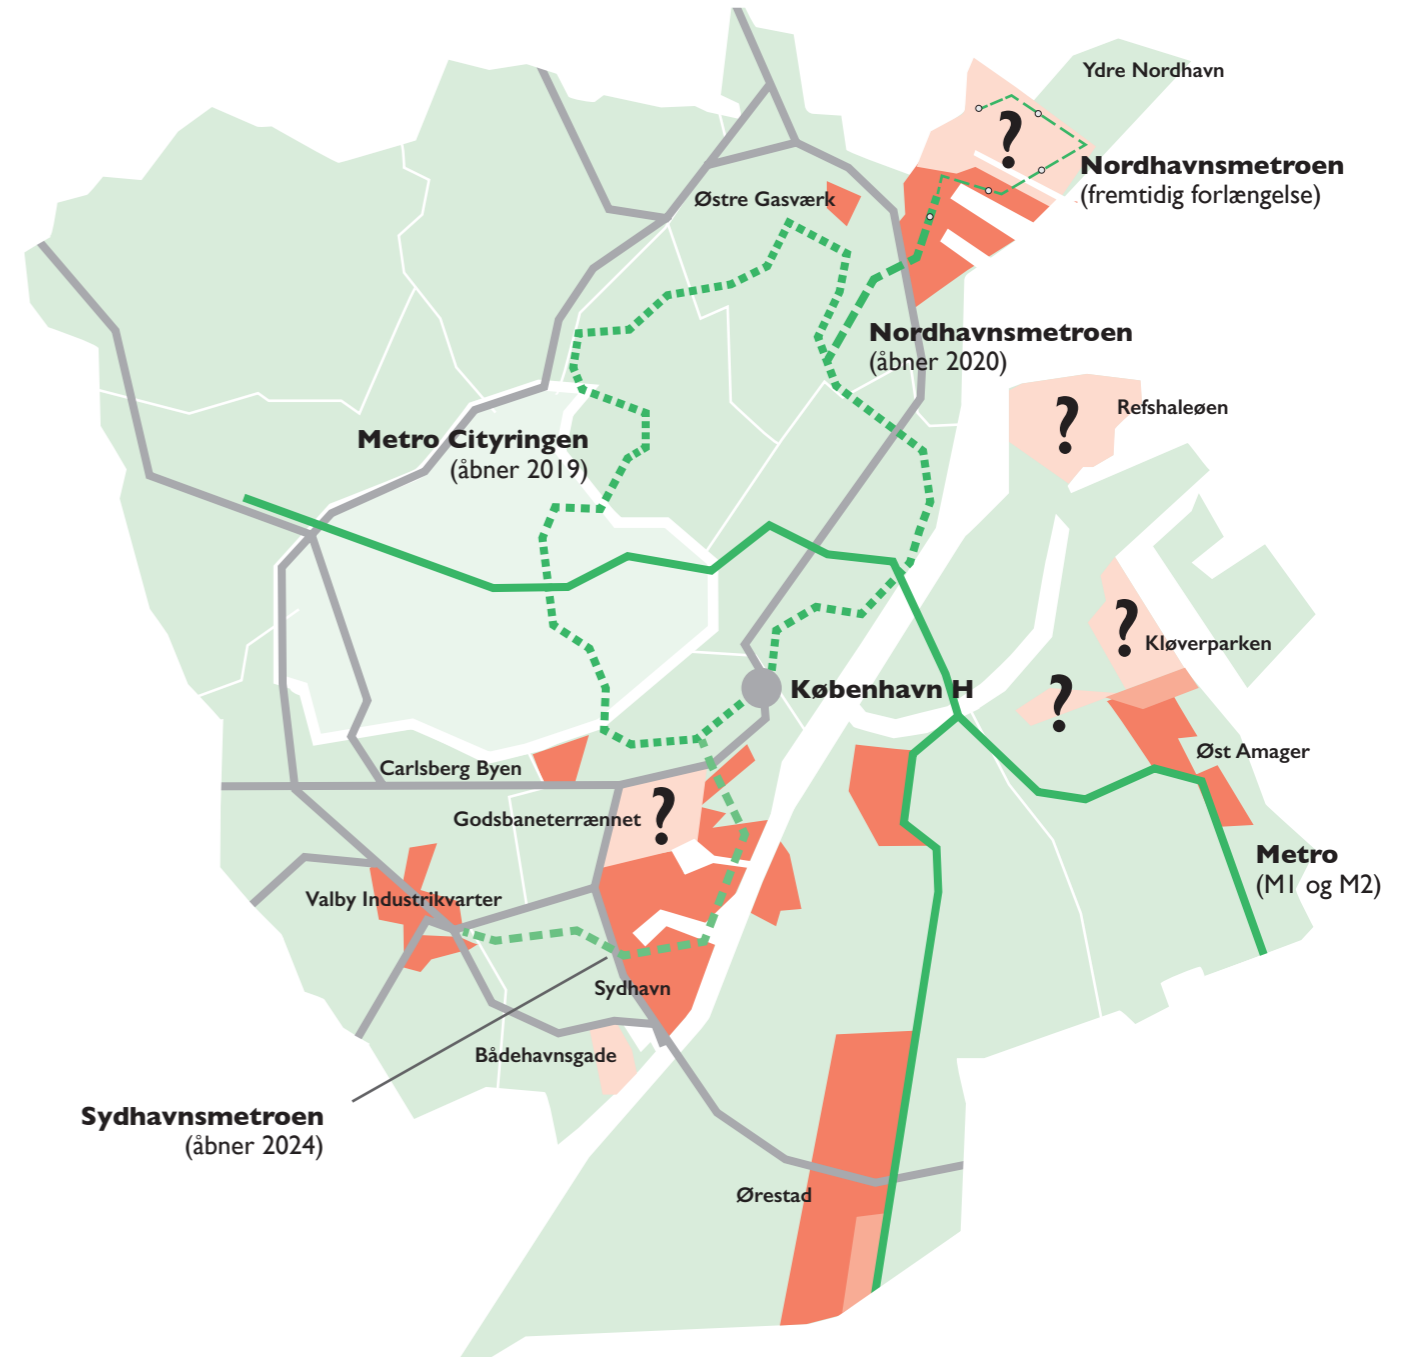 Ydre Nordhavn
?
Nordhavnsmetroen
(fremtidig forlængelse)
Østre Gasværk
Nordhavnsmetroen
(åbner 2020)
?
Refshaleøen
Metro Cityringen
(åbner 2019)
?
Kløverparken
?
København H
Øst Amager
Carlsberg Byen
Godsbaneterrænnet
?
Metro
(M1 og M2)
Valby Industrikvarter
Sydhavn
Bådehavnsgade
Sydhavnsmetroen
(åbner 2024)
Ørestad